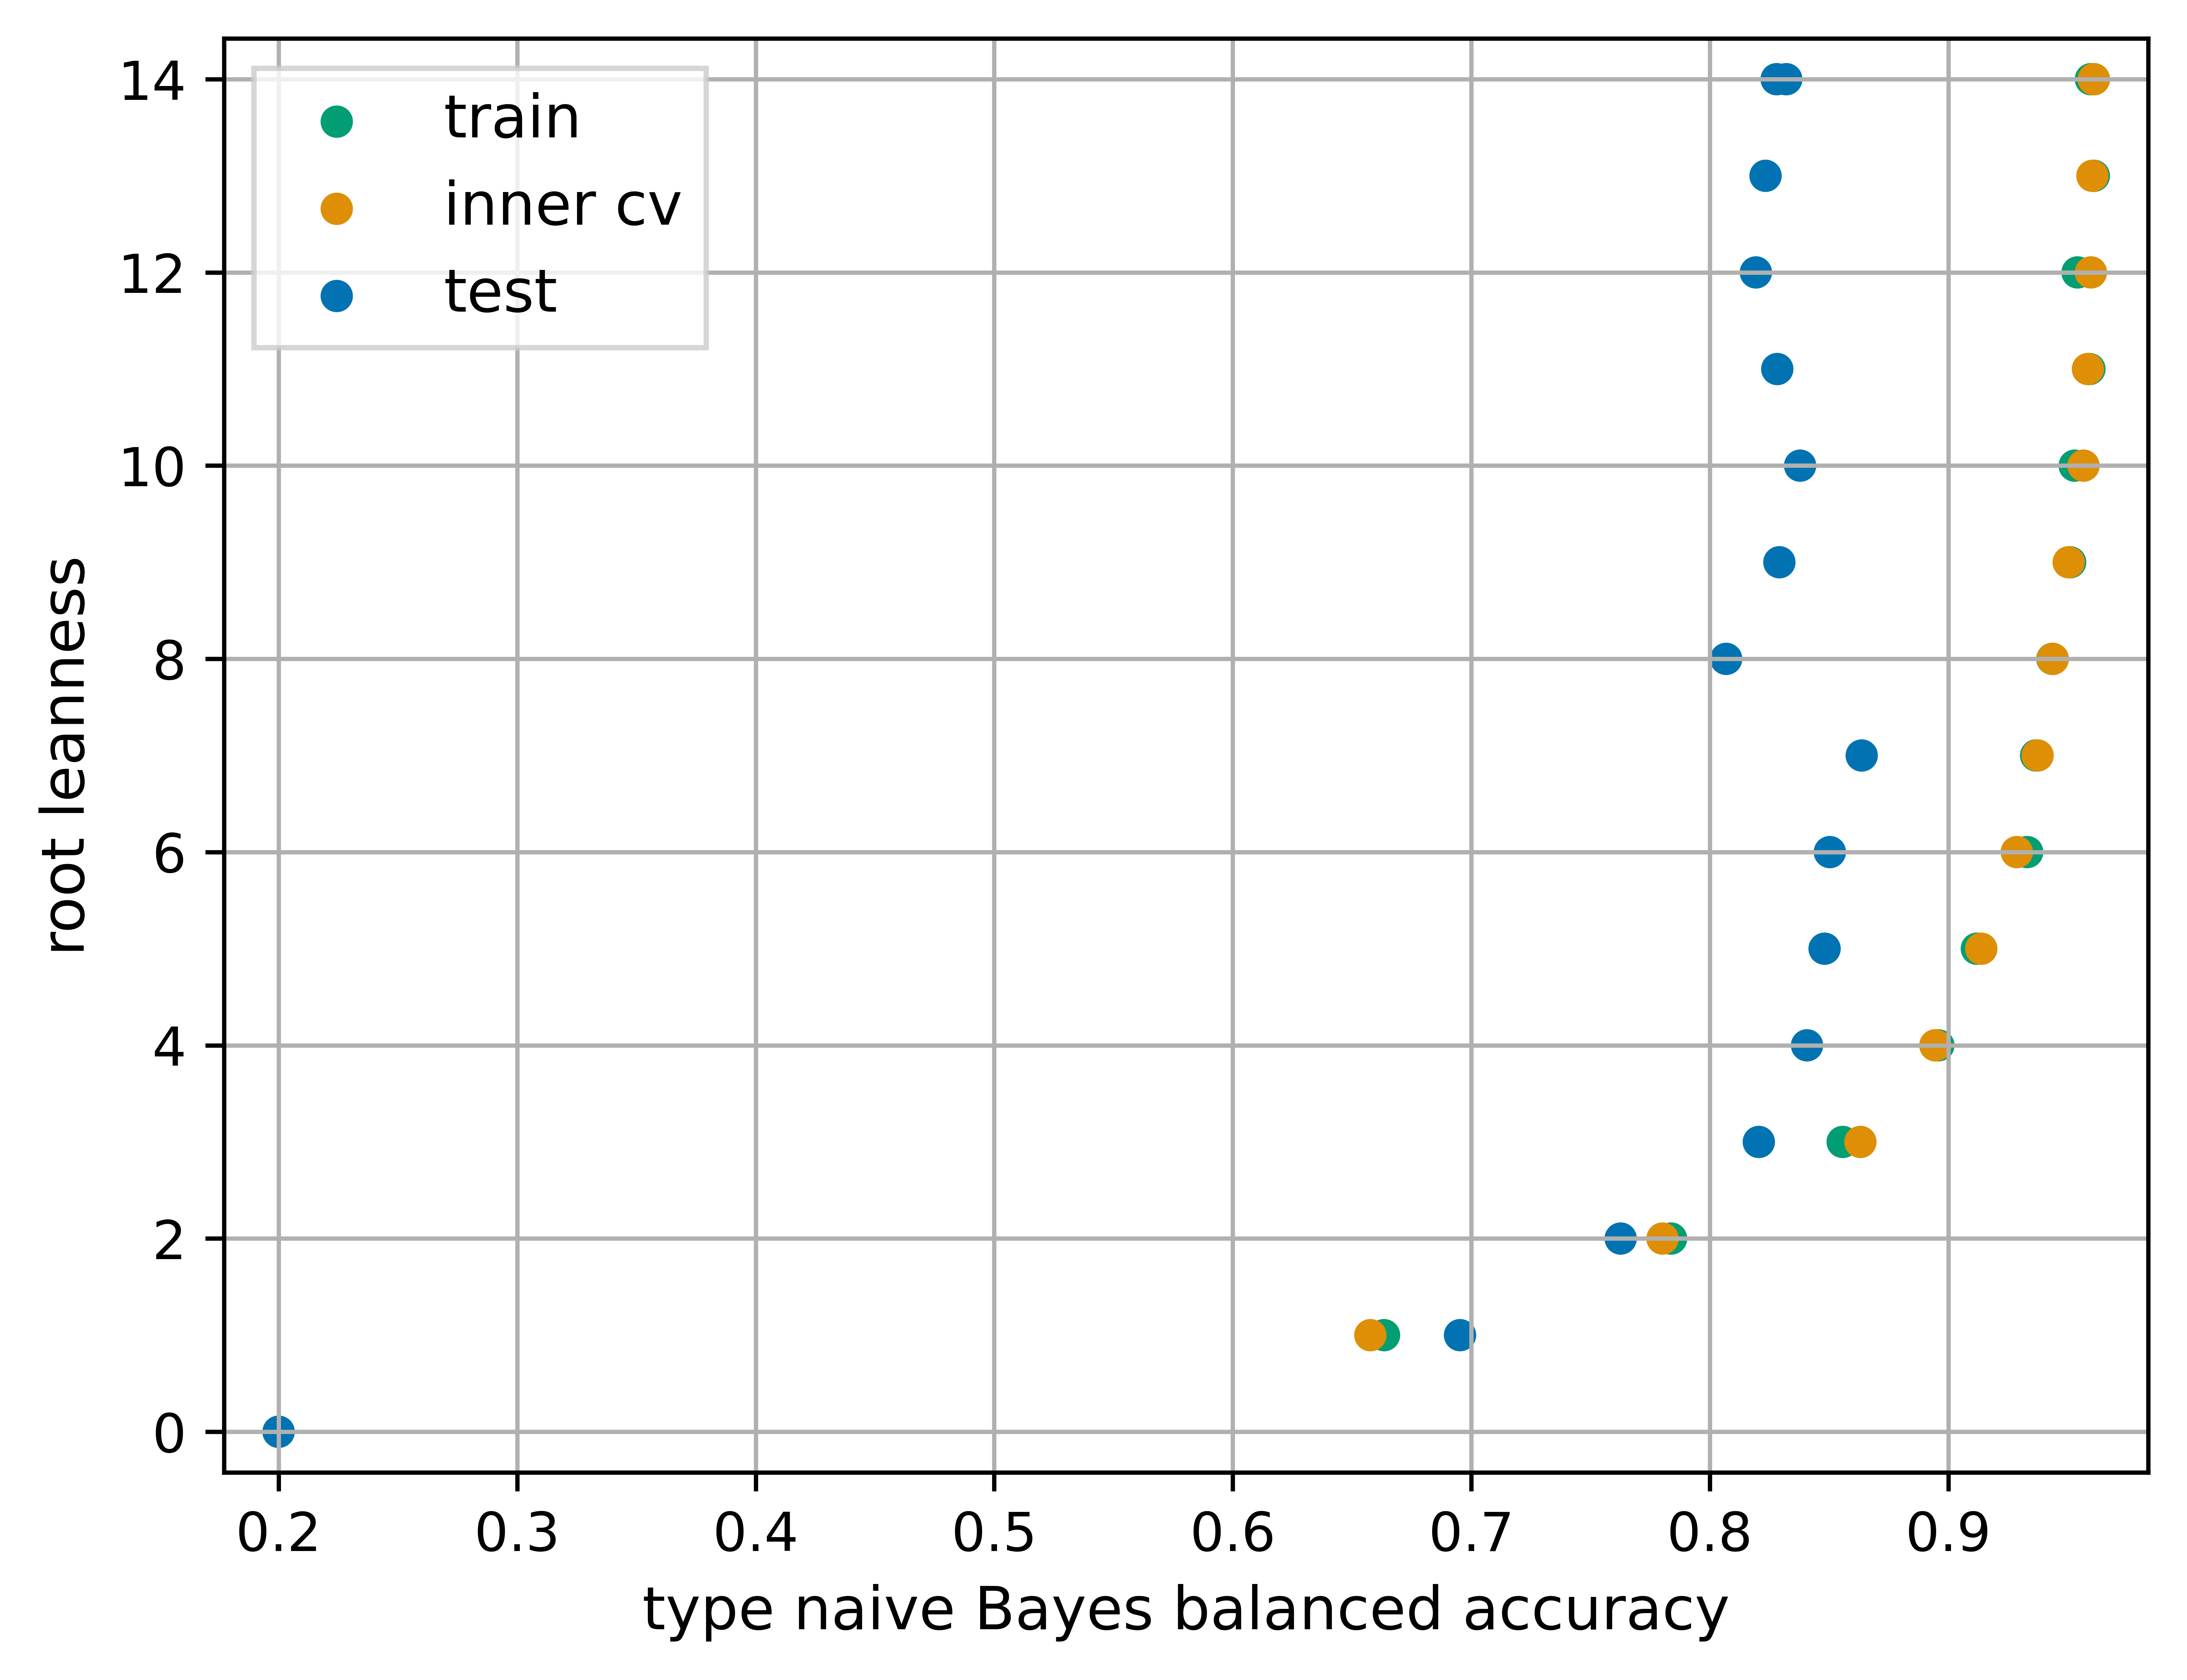 train
inner cv
test
root leanness
14
12
10
8
6
4
2
0
0.2 0.3 0.4 0.5 0.6 0.7 0.8 0.9
type naive Bayes balanced accuracy